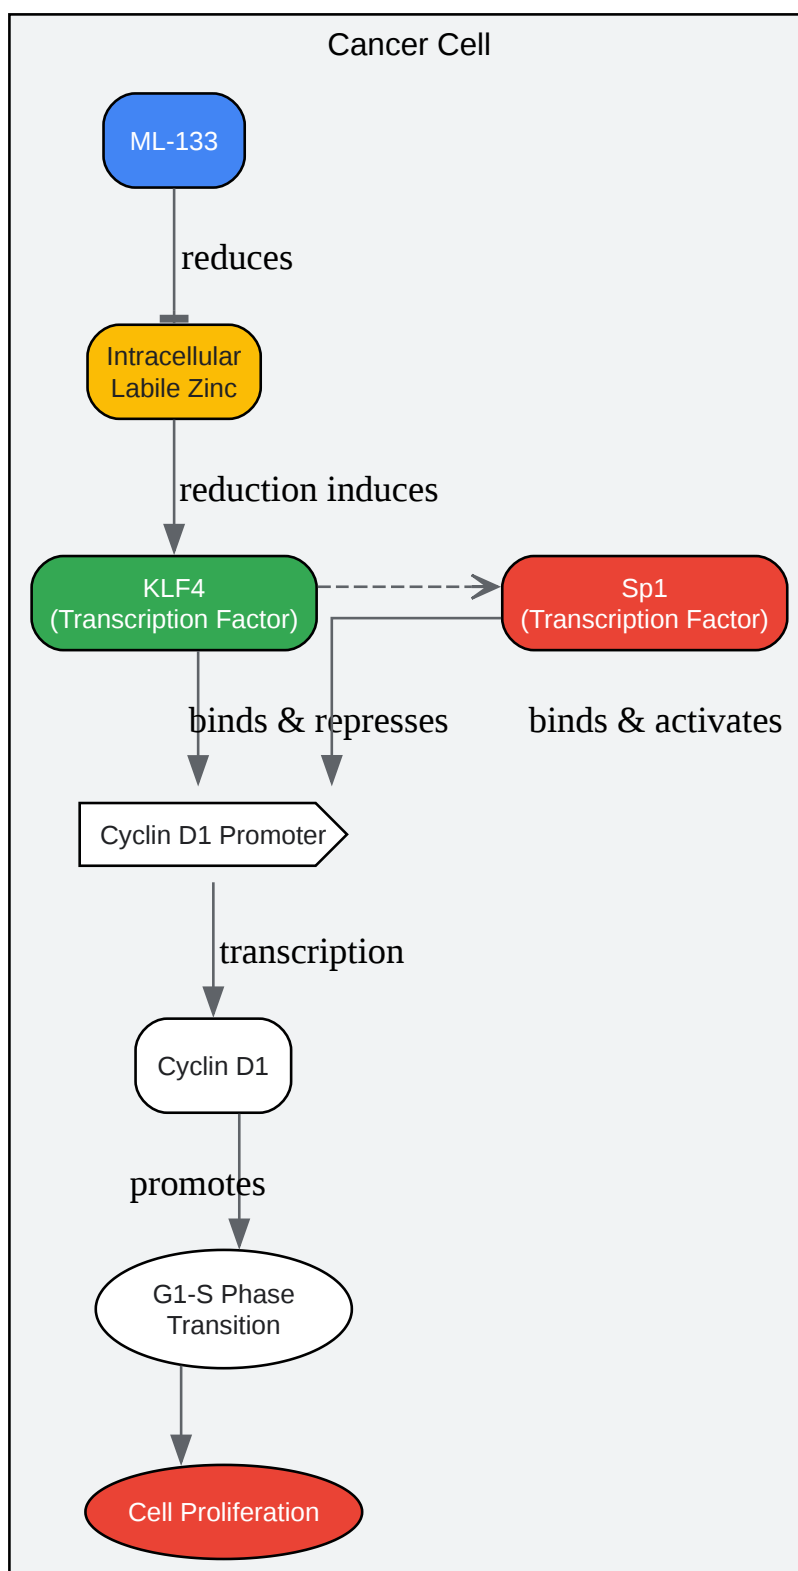 Cancer Cell
ML-133
reduces
Intracellular
Labile Zinc
reduction induces
KLF4
(Transcription Factor)
Sp1
(Transcription Factor)
binds & represses
binds & activates
Cyclin D1 Promoter
transcription
Cyclin D1
promotes
G1-S Phase
Transition
Cell Proliferation